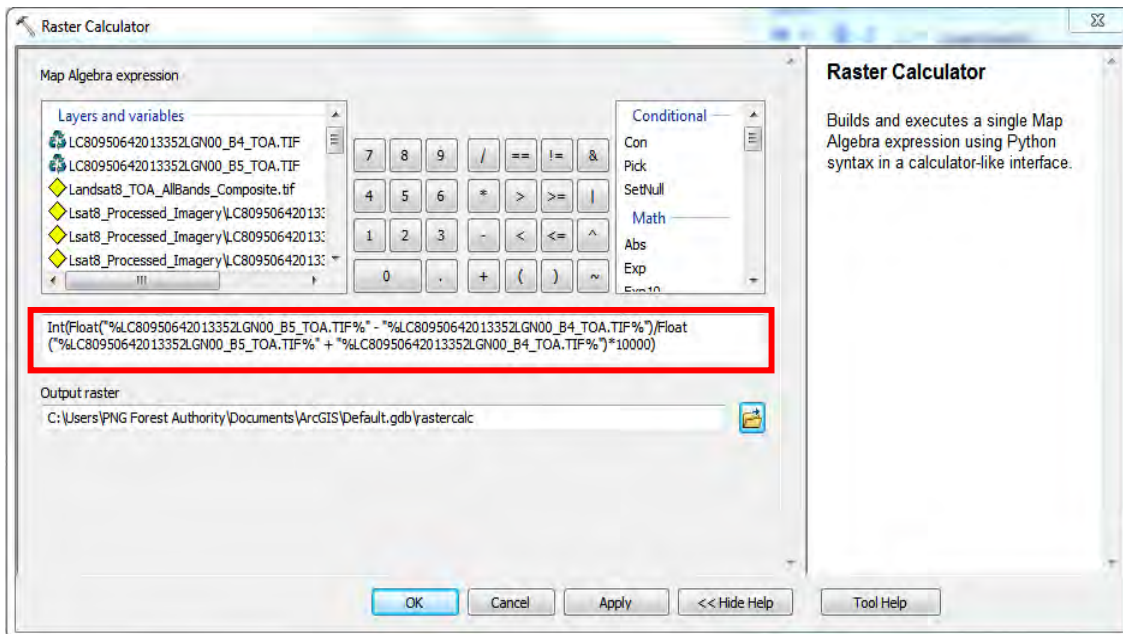 Raster Calculator
Map Algebra expression
Layers and variables
LC80950642013352LGN00_B4_TOA.TIF
LC80950642013352LGN00_B5_TOA.TIF
Landsat8_TOA_AllBands_Composite.tif
Lsat8_Processed_Imagery\LC809506420133
Lsat8_Processed_Imagery\LC809506420133
Lsat8_Processed_Imagery\LC809506420133
7 8 9 / == != &
4 5 6 * > >= |
1 2 3 - < <= ^
0 . + ( ) ~
Conditional
Con
Pick
SetNull
Math
Abs
Exp
Exp10
Int(Float("%LC80950642013352LGN00_B5_TOA.TIF%" - "%LC80950642013352LGN00_B4_TOA.TIF%")/Float
("%LC80950642013352LGN00_B5_TOA.TIF%" + "%LC80950642013352LGN00_B4_TOA.TIF%")*10000)
Output raster
C:\Users\PNG Forest Authority\Documents\ArcGIS\Default.gdb\rastercalc
OK Cancel Apply << Hide Help Tool Help
Raster Calculator
Builds and executes a single Map
Algebra expression using Python
syntax in a calculator-like interface.